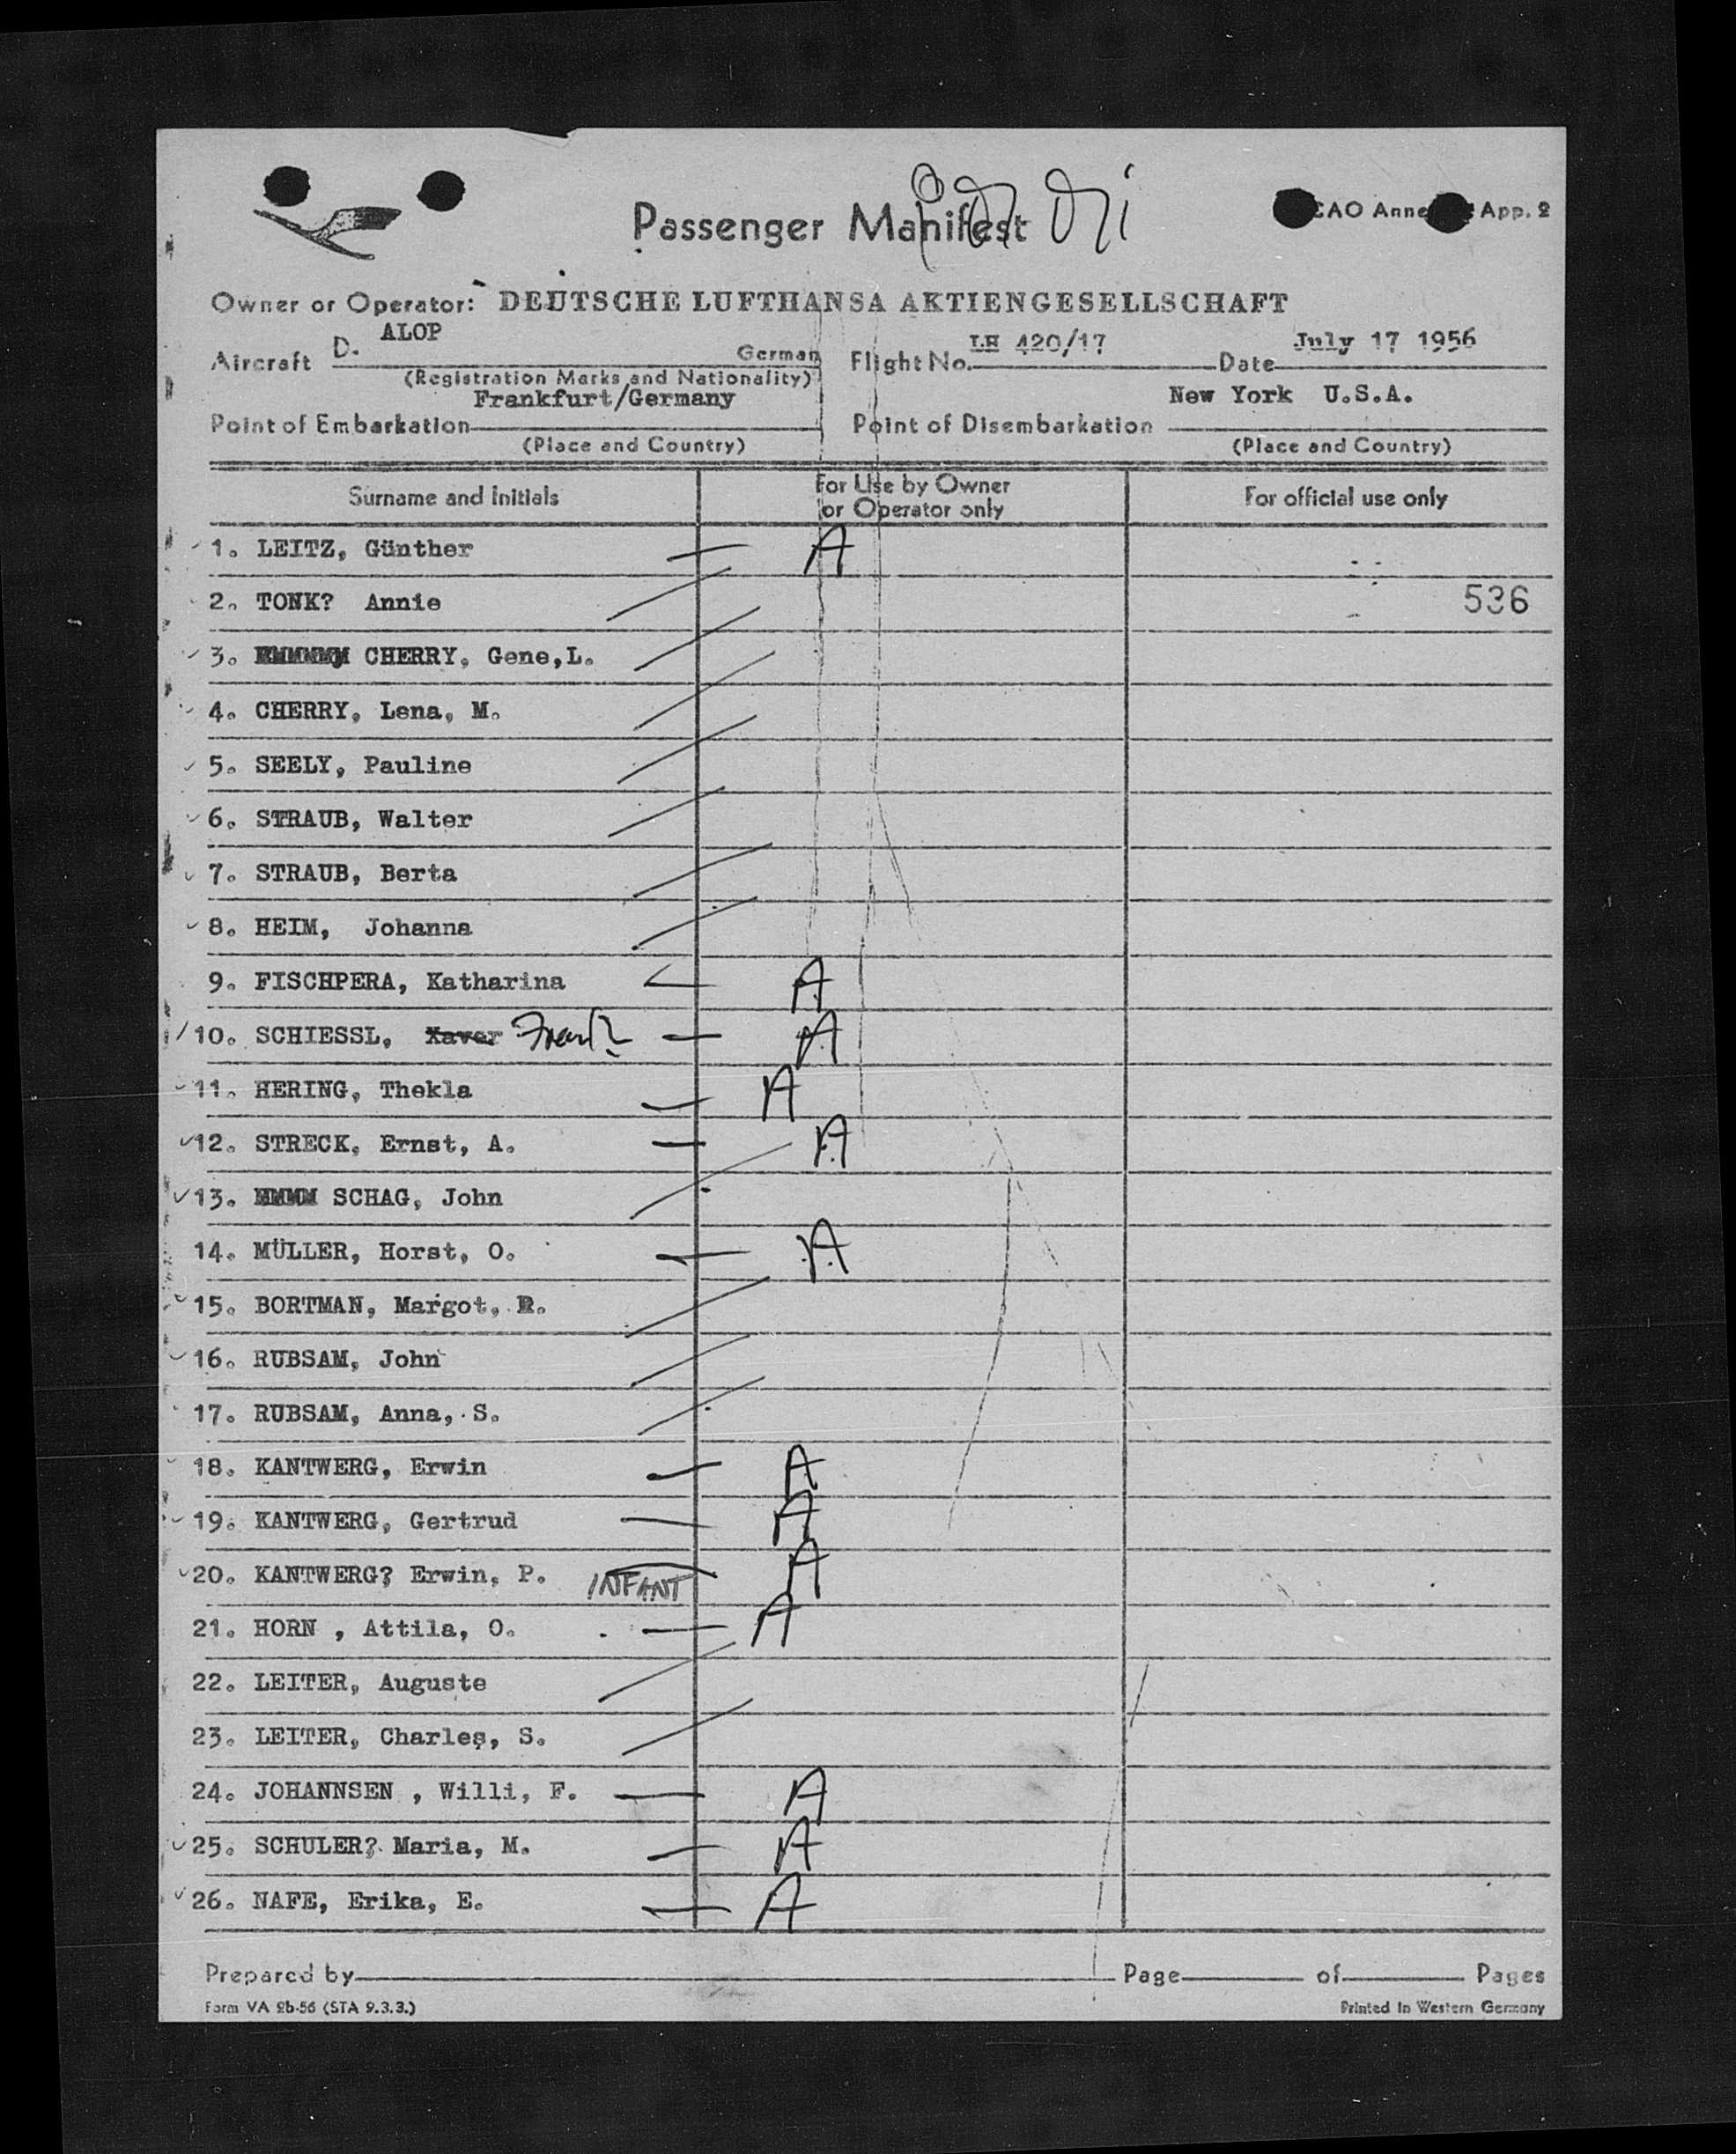 Passenger Manifest
CAO Anne App. 2
Owner or Operator: DEUTSCHE LUFTHANSA AKTIENGESELLSCHAFT
Aircraft D. ALOP German Flight No. LH 420/17 Date July 17 1956
(Registration Marks and Nationality)
Point of Embarkation Frankfurt/Germany Point of Disembarkation New York U.S.A.
(Place and Country) (Place and Country)
Surname and Initials For Use by Owner or Operator only For official use only
1. LEITZ, Günther A
2. TONK? Annie 536
3. CHERRY, Gene,L.
4. CHERRY, Lena, M.
5. SEELY, Pauline
6. STRAUB, Walter
7. STRAUB, Berta
8. HEIM, Johanna
9. FISCHPERA, Katharina A
10. SCHIESSL, Xaver A
11. HERING, Thekla A
12. STRECK, Ernst, A. A
13. SCHAG, John
14. MÜLLER, Horst, O. A
15. BORTMAN, Margot, R.
16. RUBSAM, John
17. RUBSAM, Anna, S.
18. KANTWERG, Erwin A
19. KANTWERG, Gertrud A
20. KANTWERG? Erwin, P. INFANT A
21. HORN , Attila, O. A
22. LEITER, Auguste
23. LEITER, Charles, S.
24. JOHANNSEN , Willi, F. A
25. SCHULER? Maria, M. A
26. NAFE, Erika, E. A
Prepared by Page of Pages
Form VA 2b-56 (STA 9.3.3.) Printed in Western Germany